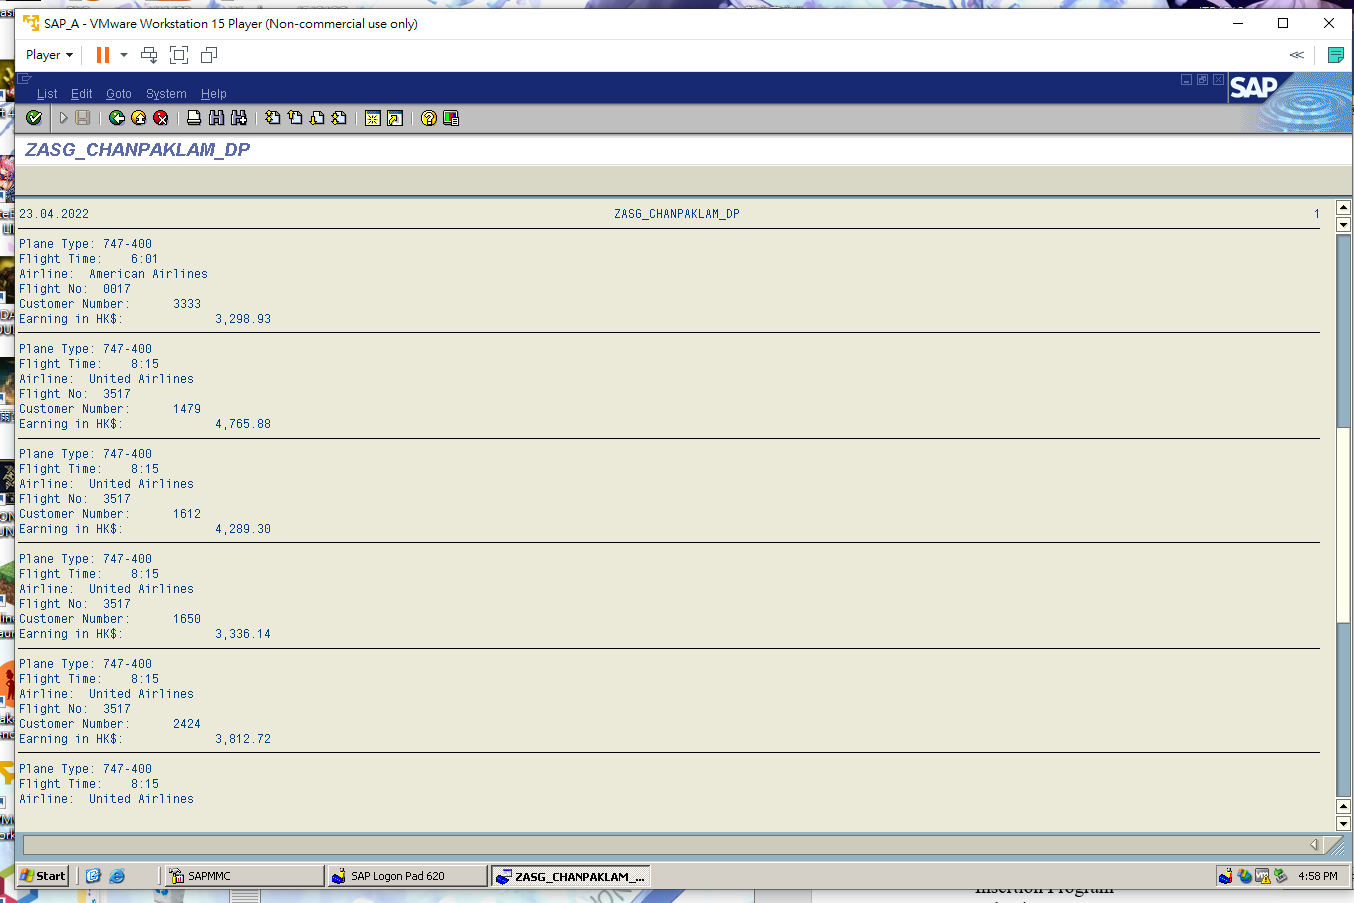 SAP_A - VMware Workstation 15 Player (Non-commercial use only)
Player
List Edit Goto System Help
SAP
ZASG_CHANPAKLAM_DP
23.04.2022 ZASG_CHANPAKLAM_DP 1
Plane Type: 747-400
Flight Time: 6:01
Airline: American Airlines
Flight No: 0017
Customer Number: 3333
Earning in HK$: 3,298.93
Plane Type: 747-400
Flight Time: 8:15
Airline: United Airlines
Flight No: 3517
Customer Number: 1479
Earning in HK$: 4,765.88
Plane Type: 747-400
Flight Time: 8:15
Airline: United Airlines
Flight No: 3517
Customer Number: 1612
Earning in HK$: 4,289.30
Plane Type: 747-400
Flight Time: 8:15
Airline: United Airlines
Flight No: 3517
Customer Number: 1650
Earning in HK$: 3,336.14
Plane Type: 747-400
Flight Time: 8:15
Airline: United Airlines
Flight No: 3517
Customer Number: 2424
Earning in HK$: 3,812.72
Plane Type: 747-400
Flight Time: 8:15
Airline: United Airlines
Start SAPMMC SAP Logon Pad 620 ZASG_CHANPAKLAM_... 4:58 PM
Insertion Program